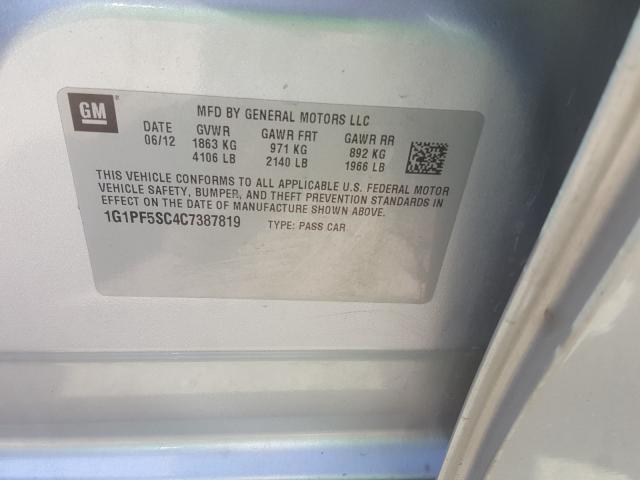 GM
MFD BY GENERAL MOTORS LLC
DATE GVWR GAWR FRT GAWR RR
06/12 1863 KG 971 KG 892 KG
4106 LB 2140 LB 1966 LB
THIS VEHICLE CONFORMS TO ALL APPLICABLE U.S. FEDERAL MOTOR
VEHICLE SAFETY, BUMPER, AND THEFT PREVENTION STANDARDS IN
EFFECT ON THE DATE OF MANUFACTURE SHOWN ABOVE.
1G1PF5SC4C7387819 TYPE: PASS CAR